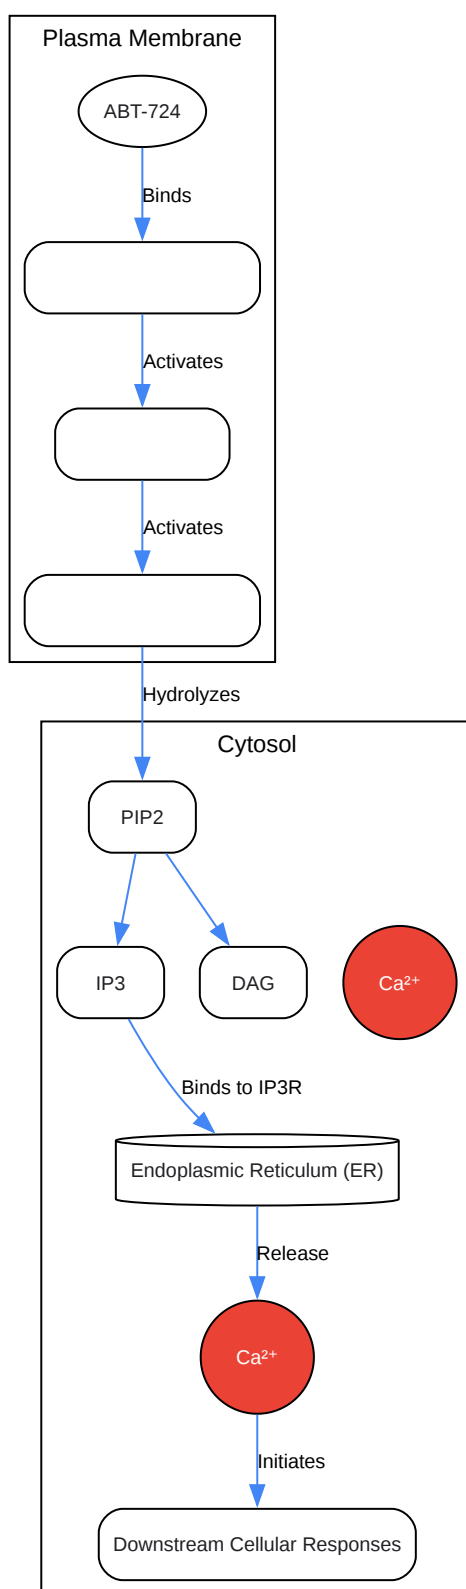 Plasma Membrane
ABT-724
Binds
Activates
Activates
Hydrolyzes
Cytosol
PIP2
IP3
DAG
Ca²⁺
Binds to IP3R
Endoplasmic Reticulum (ER)
Release
Ca²⁺
Initiates
Downstream Cellular Responses